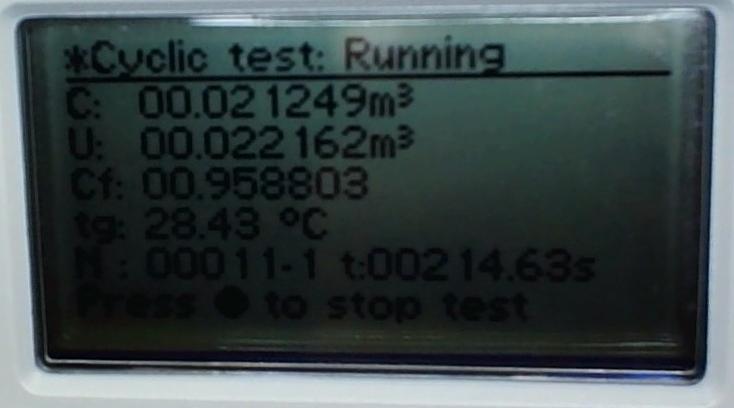 *Cyclic test: Running
C: 00.021249m³
U: 00.022162m³
Cf: 00.958803
tg: 28.43 °C
N : 00011-1 t:00214.63s
Press ● to stop test